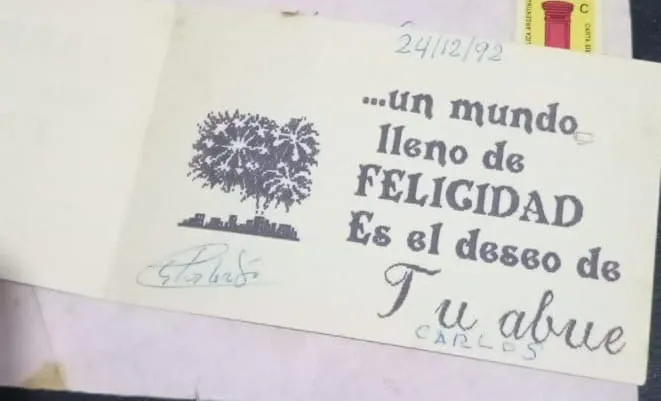 C
24/12/92
...un mundo
lleno de
FELICIDAD
Es el deseo de
Tu abue
CARLOS